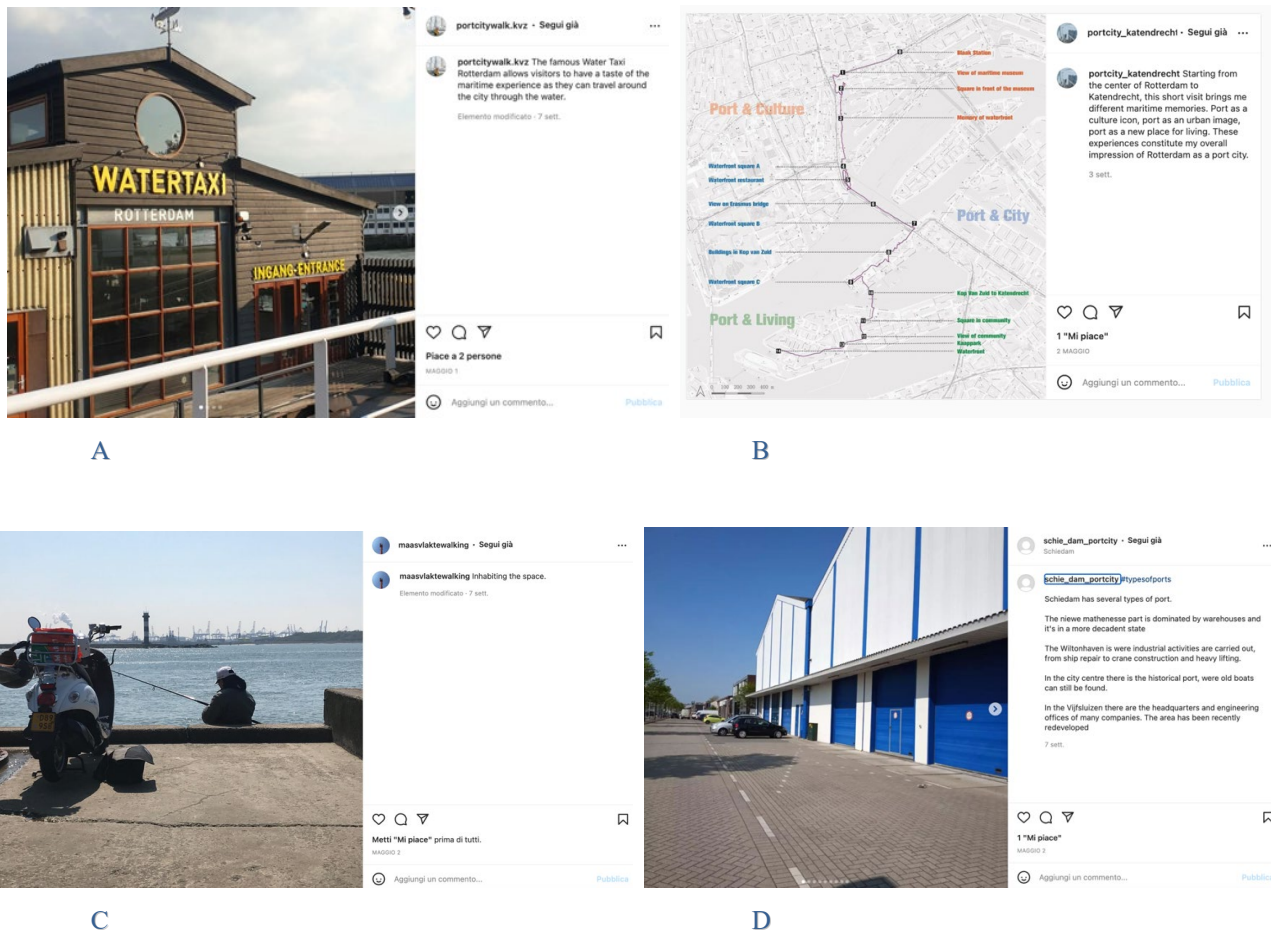 WATERTAXI
ROTTERDAM
INGANG-ENTRANCE
portcitywalk.kvz • Segui già
portcitywalk.kvz The famous Water Taxi
Rotterdam allows visitors to have a taste of the
maritime experience as they can travel around
the city through the water.
Elemento modificato · 7 sett.
Piace a 2 persone
MAGGIO 1
Aggiungi un commento...
Pubblica
A
Port & Culture
Port & City
Port & Living
Blaak Station
View of maritime museum
Square in front of the museum
Memory of waterfront
Waterfront square A
Waterfront restaurant
View on Erasmus bridge
Waterfront square B
Buildings in Kop van Zuid
Waterfront square C
Kop Van Zuid to Katendrecht
Square in community
View of community
Kaappark
Waterfront
0 100 200 300 400 m
portcity_katendrecht • Segui già
portcity_katendrecht Starting from
the center of Rotterdam to
Katendrecht, this short visit brings me
different maritime memories. Port as a
culture icon, port as an urban image,
port as a new place for living. These
experiences constitute my overall
impression of Rotterdam as a port city.
3 sett.
1 "Mi piace"
2 MAGGIO
Aggiungi un commento...
Pubblica
B
maasvlaktewalking • Segui già
maasvlaktewalking Inhabiting the space.
Elemento modificato · 7 sett.
Metti "Mi piace" prima di tutti.
MAGGIO 2
Aggiungi un commento...
Pubblica
C
schie_dam_portcity • Segui già
Schiedam
schie_dam_portcity #typesofports
Schiedam has several types of port.
The niewe mathenesse part is dominated by warehouses and
it's in a more decadent state
The Wiltonhaven is were industrial activities are carried out,
from ship repair to crane construction and heavy lifting.
In the city centre there is the historical port, were old boats
can still be found.
In the Vijfsluizen there are the headquarters and engineering
offices of many companies. The area has been recently
redeveloped
7 sett.
1 "Mi piace"
MAGGIO 2
Aggiungi un commento...
D